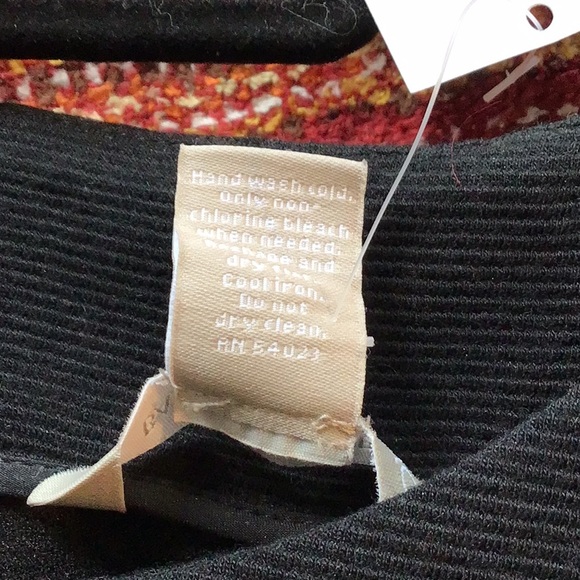 Hand wash cold,
only non-
chlorine bleach
when needed.
and
dry
Cool iron.
Do not
dry clean.
RN 54023